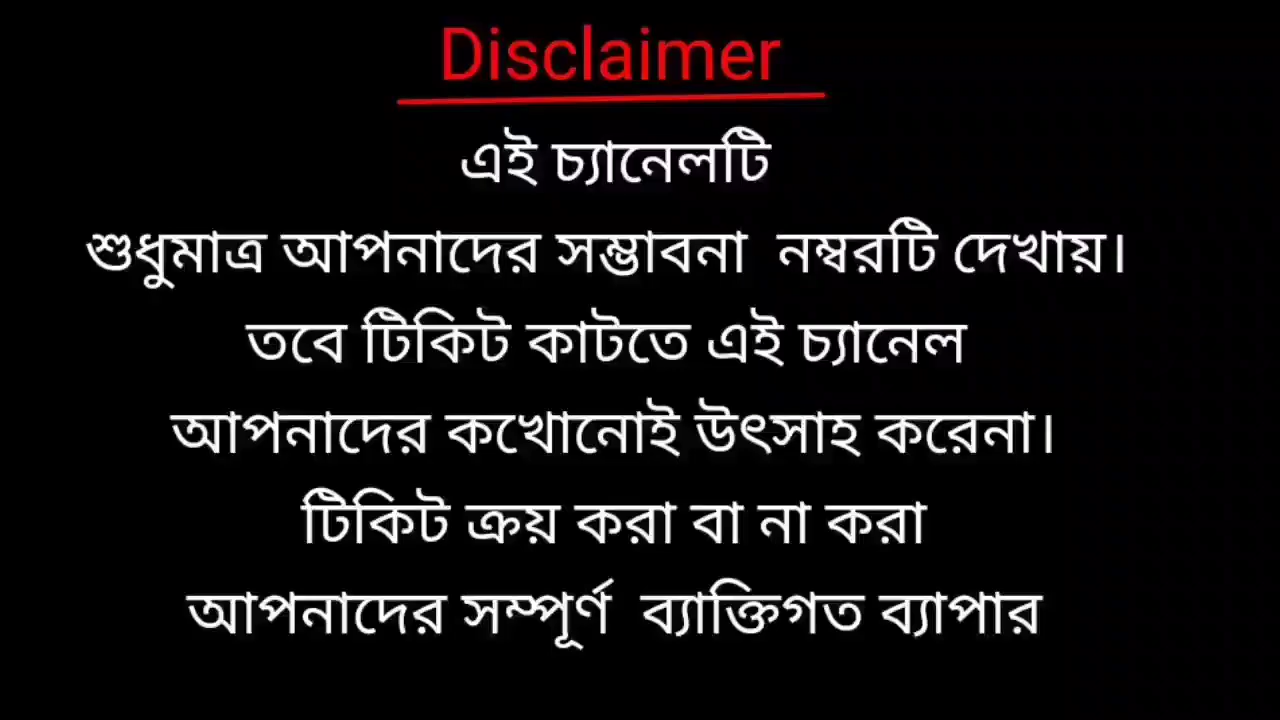 Disclaimer
এই চ্যানেলটি
শুধুমাত্র আপনাদের সম্ভাবনা নম্বরটি দেখায়।
তবে টিকিট কাটতে এই চ্যানেল
আপনাদের কখোনোই উৎসাহ করেনা।
টিকিট ক্রয় করা বা না করা
আপনাদের সম্পূর্ণ ব্যাক্তিগত ব্যাপার